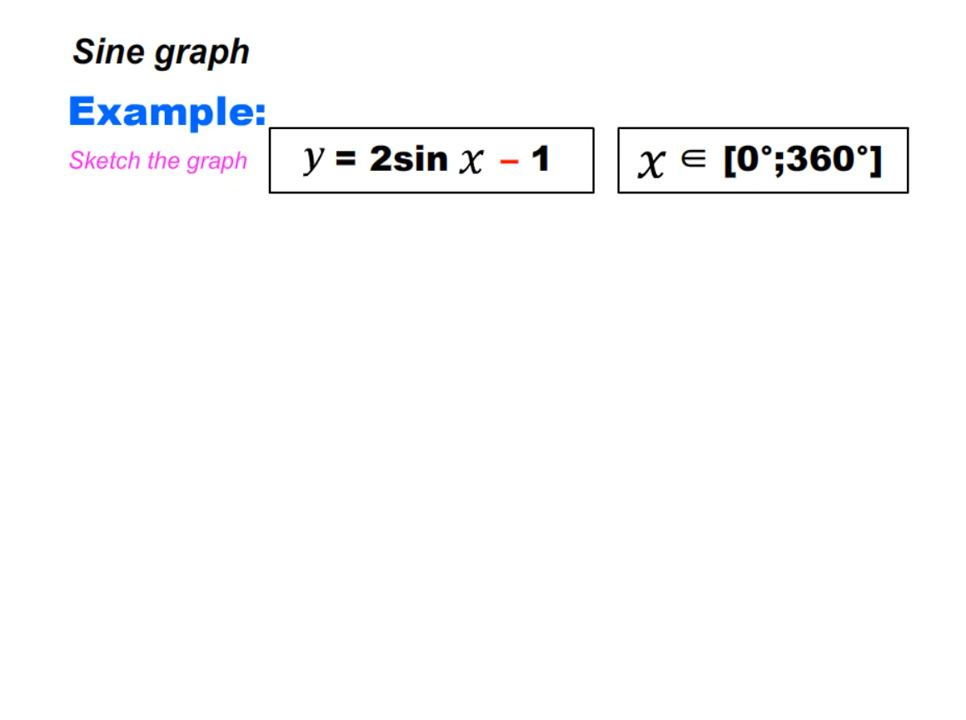 Sine graph
Example:
Sketch the graph y = 2sin x – 1 x ∈ [0°;360°]